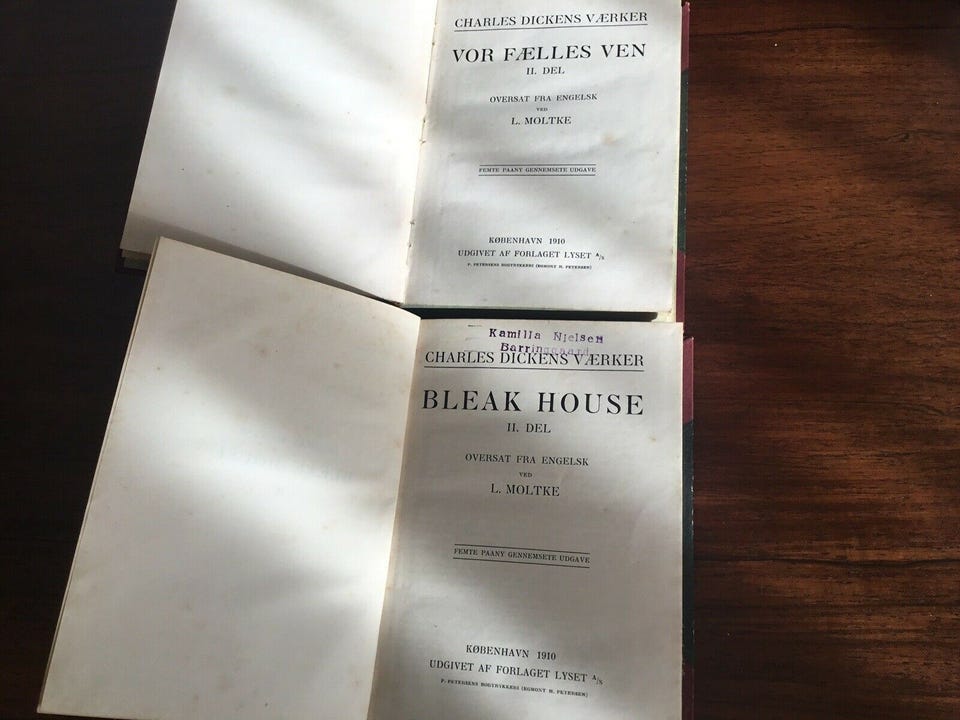 CHARLES DICKENS VÆRKER
VOR FÆLLES VEN
II. DEL
OVERSAT FRA ENGELSK
VED
L. MOLTKE
FEMTE PAANY GENNEMSETE UDGAVE
KØBENHAVN 1910
UDGIVET AF FORLAGET LYSET A/S
P. PETERSENS BOGTRYKKERI (EGMONT H. PETERSEN)
Kamilla Nielsen
Barringgaard
CHARLES DICKENS VÆRKER
BLEAK HOUSE
II. DEL
OVERSAT FRA ENGELSK
VED
L. MOLTKE
FEMTE PAANY GENNEMSETE UDGAVE
KØBENHAVN 1910
UDGIVET AF FORLAGET LYSET A/S
P. PETERSENS BOGTRYKKERI (EGMONT H. PETERSEN)